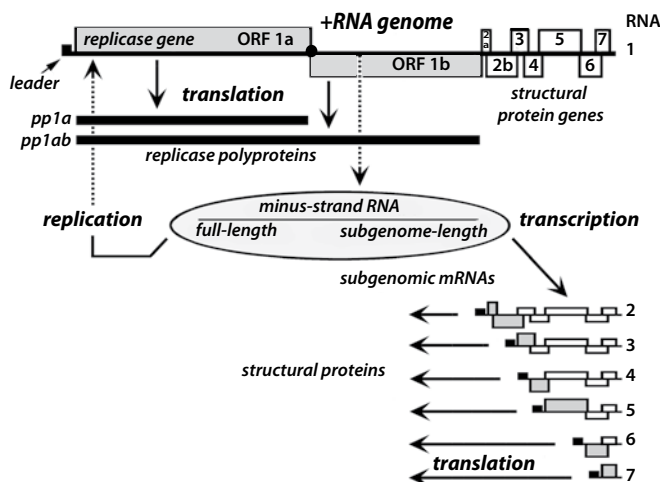 +RNA genome
RNA
replicase gene ORF 1a
2a 3 5 7
1
leader
ORF 1b
2b 4 6
translation
structural
protein genes
pp1a
pp1ab
replicase polyproteins
minus-strand RNA
replication
full-length subgenome-length
transcription
subgenomic mRNAs
2
3
structural proteins
4
5
6
translation
7